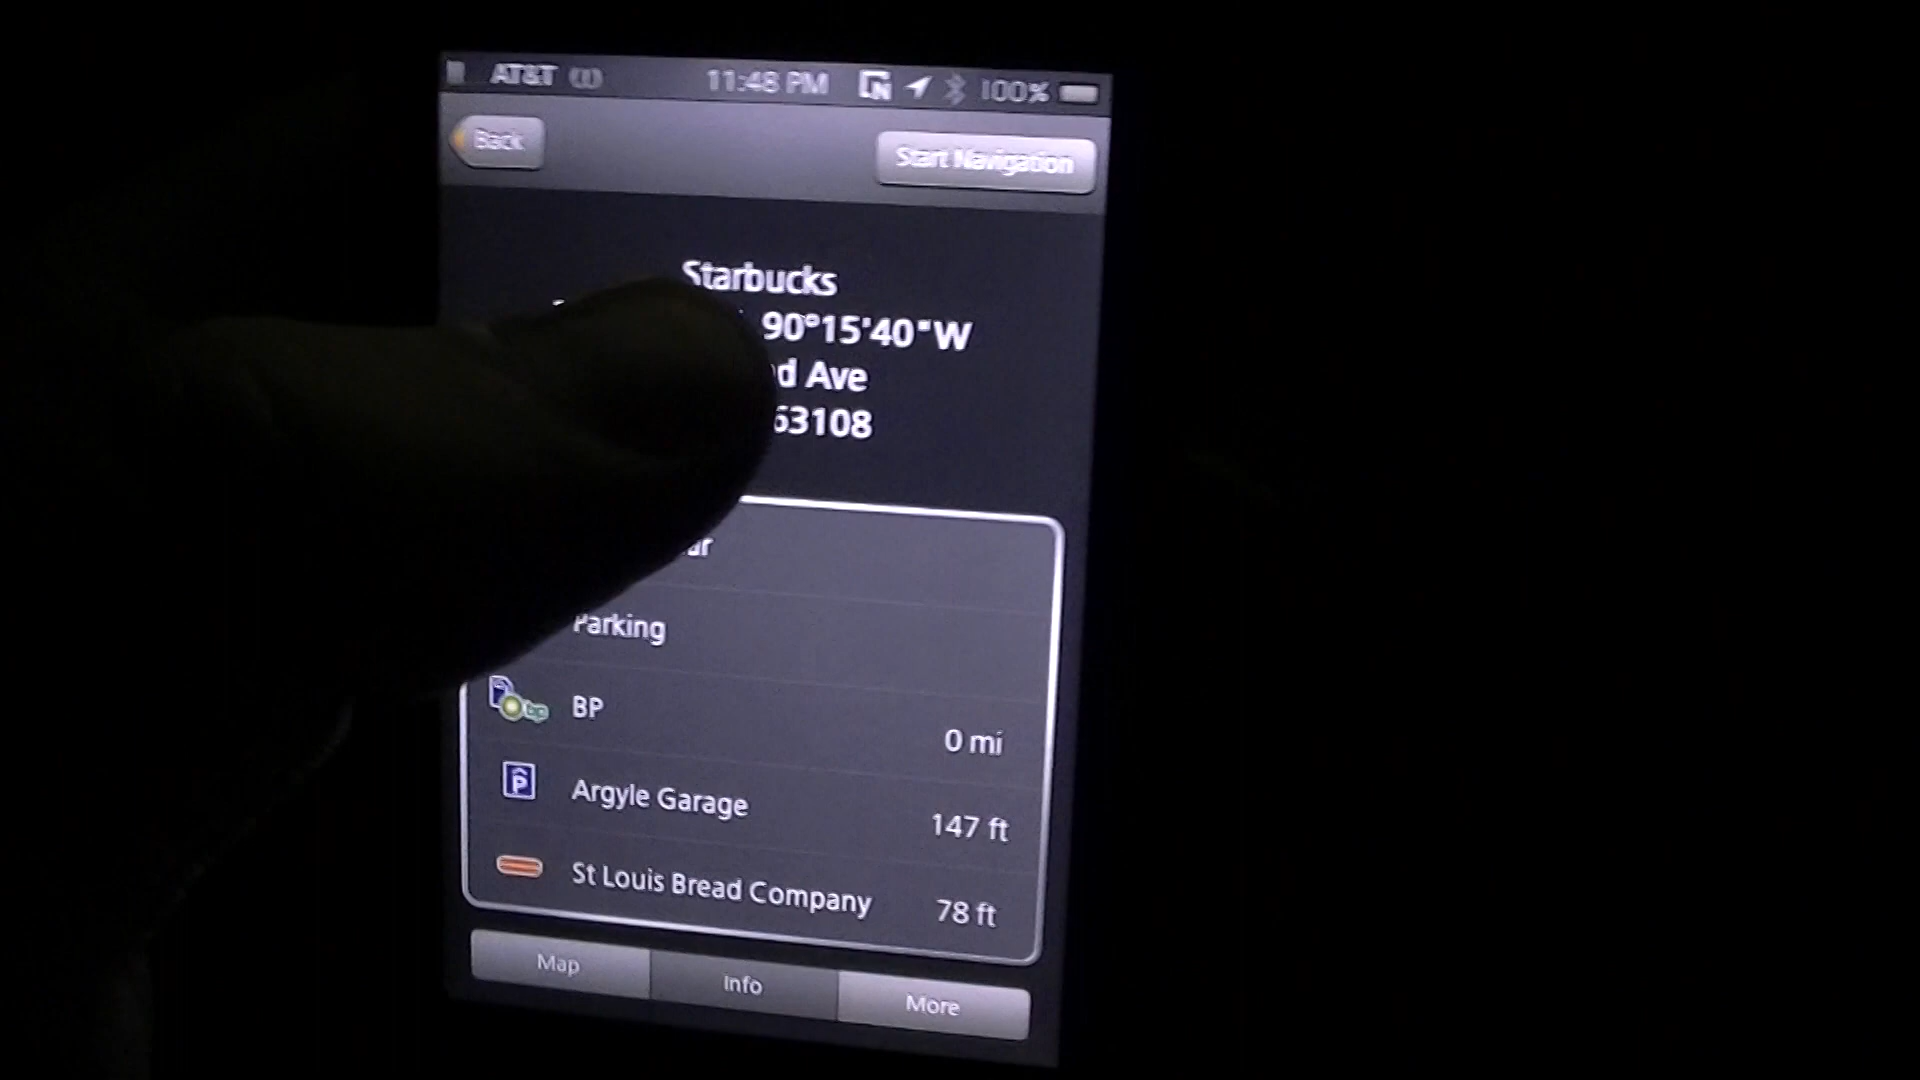 AT&T 11:48 PM N 100%
Back Start Navigation
Starbucks
90°15'40"W
Ave
63108
Parking
bp BP 0 mi
P Argyle Garage 147 ft
St Louis Bread Company 78 ft
Map Info More